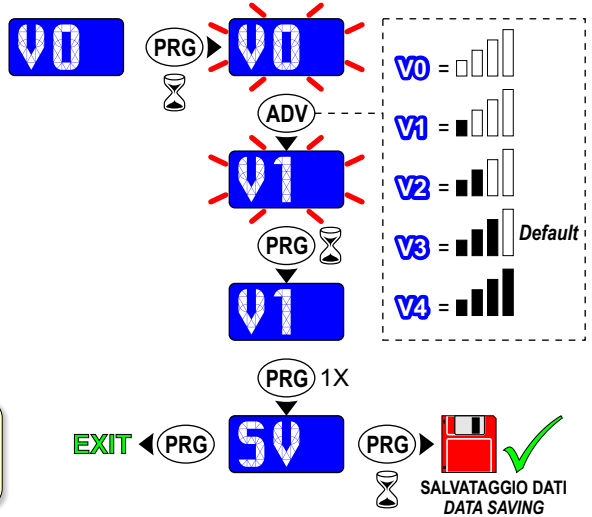 V0 PRG V0
ADV
V1
PRG
V1
PRG 1X
EXIT PRG SV PRG
SALVATAGGIO DATI
DATA SAVING
V0 =
V1 =
V2 =
V3 = Default
V4 =